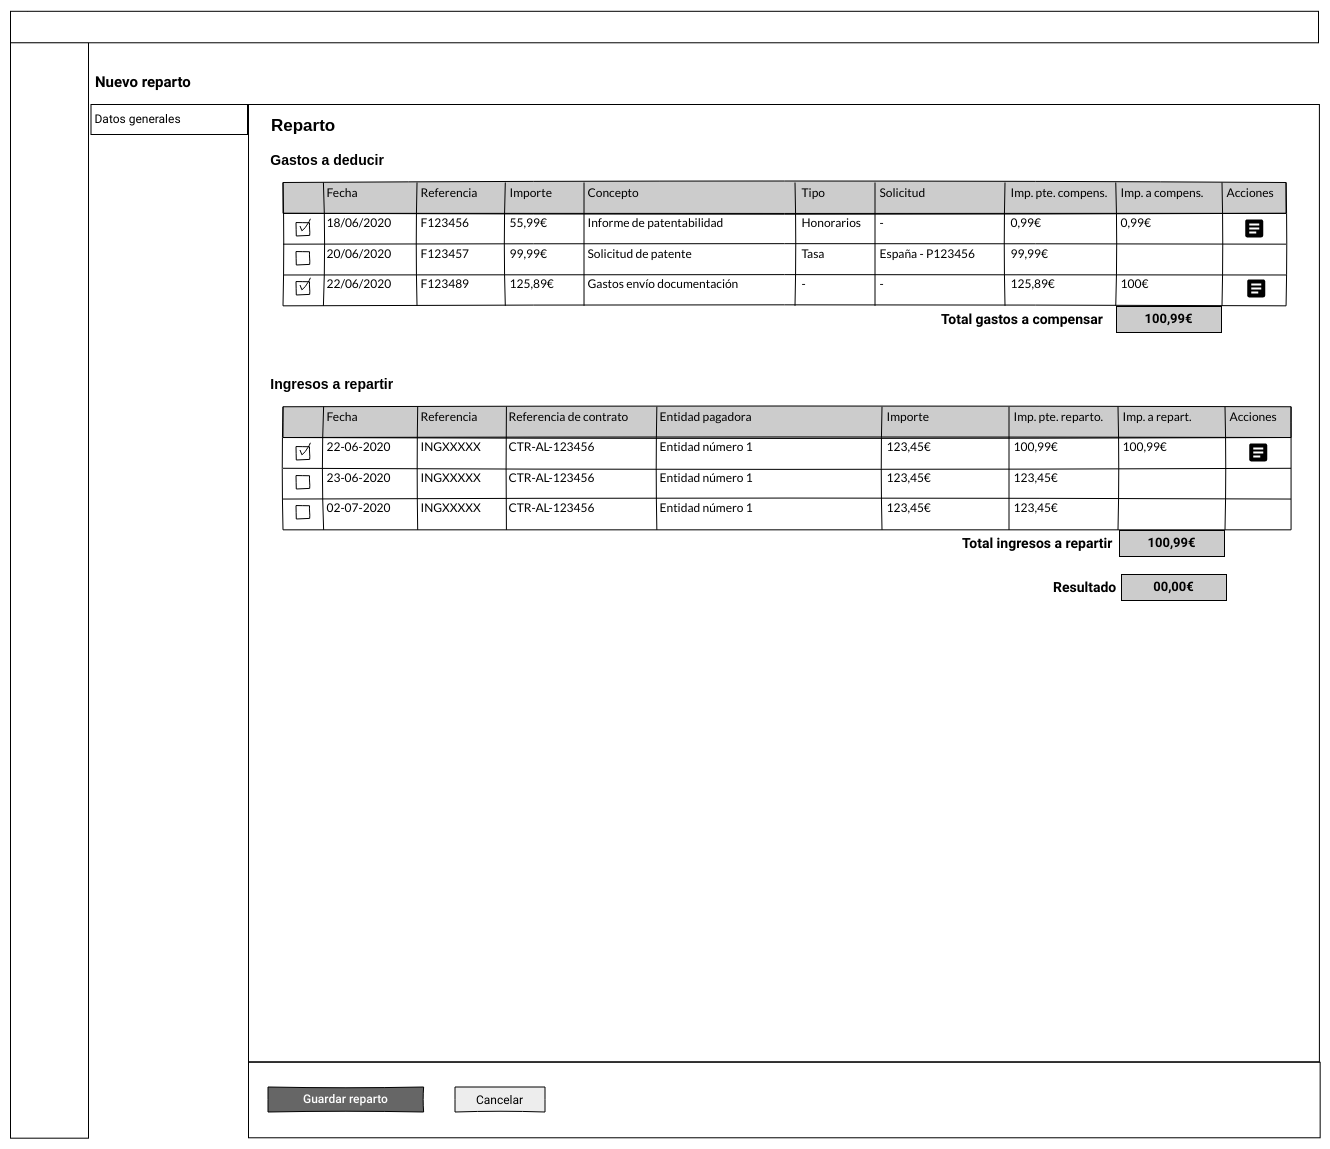 Nuevo reparto
Datos generales
Reparto
Gastos a deducir
Fecha Referencia Importe Concepto Tipo Solicitud Imp. pte. compens. Imp. a compens. Acciones
18/06/2020 F123456 55,99€ Informe de patentabilidad Honorarios - 0,99€ 0,99€
20/06/2020 F123457 99,99€ Solicitud de patente Tasa España - P123456 99,99€
22/06/2020 F123489 125,89€ Gastos envío documentación - - 125,89€ 100€
Total gastos a compensar 100,99€
Ingresos a repartir
Fecha Referencia Referencia de contrato Entidad pagadora Importe Imp. pte. reparto. Imp. a repart. Acciones
22-06-2020 INGXXXXX CTR-AL-123456 Entidad número 1 123,45€ 100,99€ 100,99€
23-06-2020 INGXXXXX CTR-AL-123456 Entidad número 1 123,45€ 123,45€
02-07-2020 INGXXXXX CTR-AL-123456 Entidad número 1 123,45€ 123,45€
Total ingresos a repartir 100,99€
Resultado 00,00€
Guardar reparto Cancelar